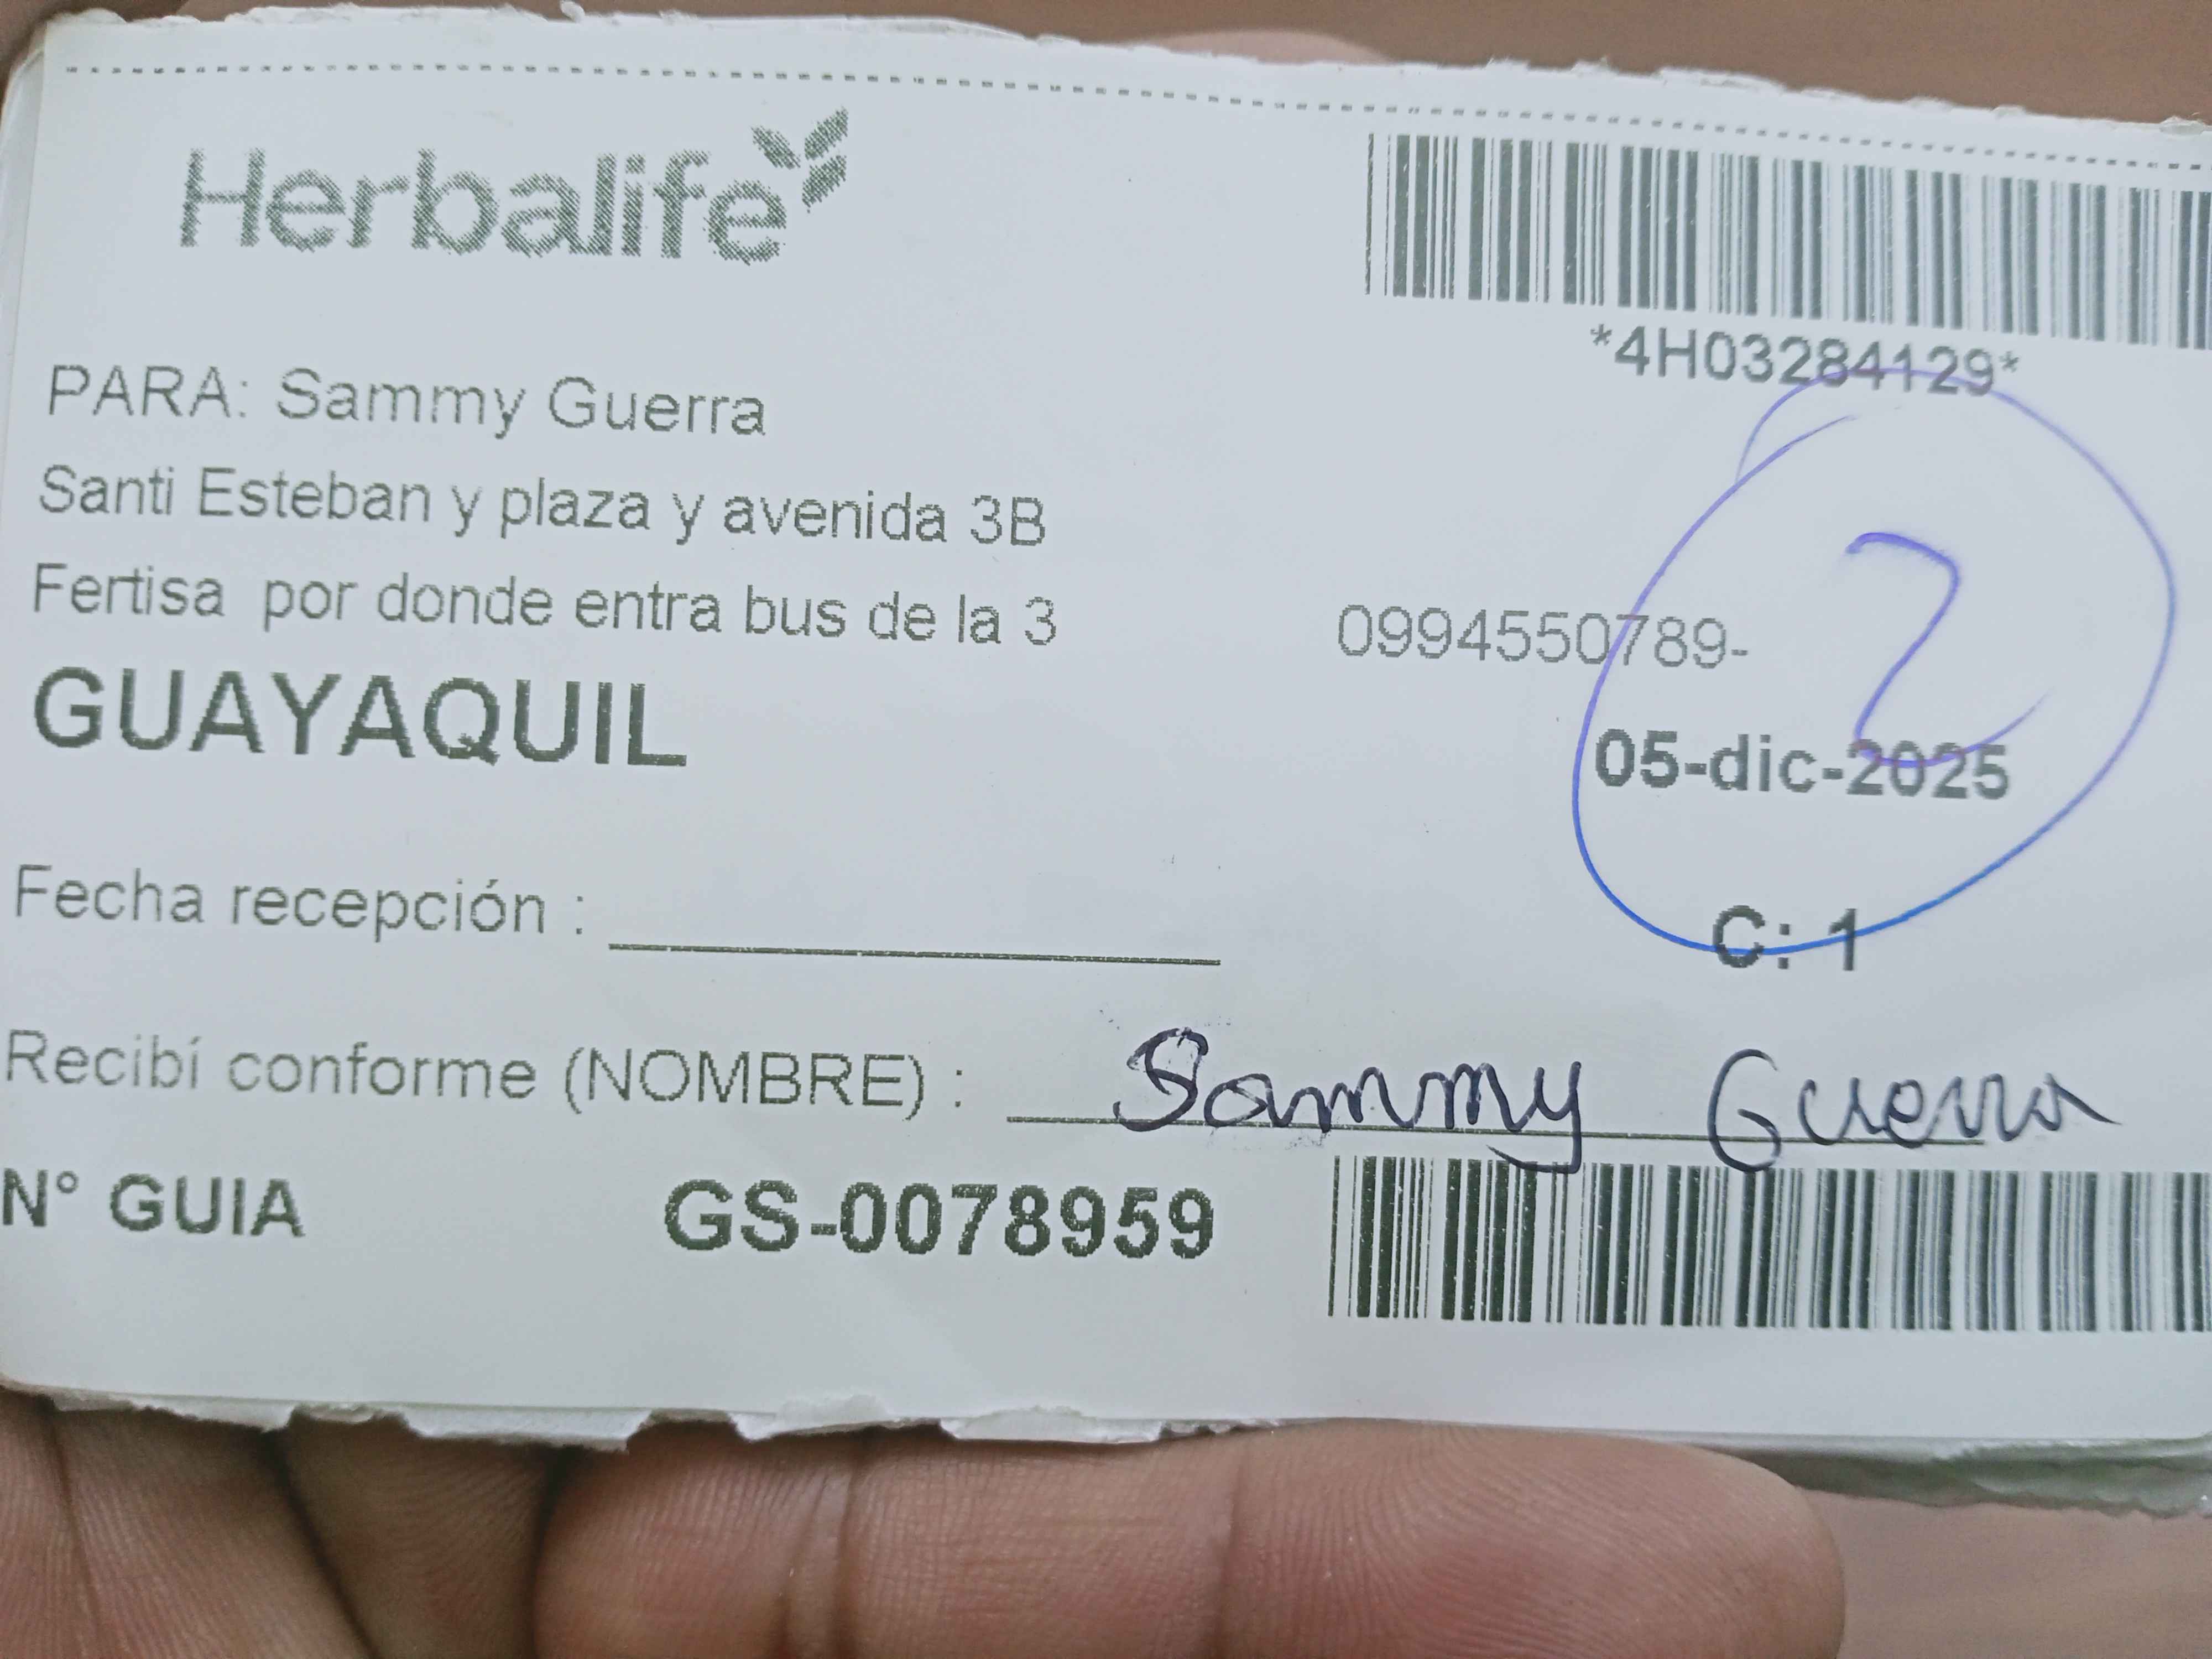 Herbalife
*4H03284129*
PARA: Sammy Guerra
Santi Esteban y plaza y avenida 3B
Fertisa por donde entra bus de la 3
0994550789-
2
GUAYAQUIL
05-dic-2025
Fecha recepción :
C: 1
Recibí conforme (NOMBRE) : Sammy Guerra
N° GUIA GS-0078959